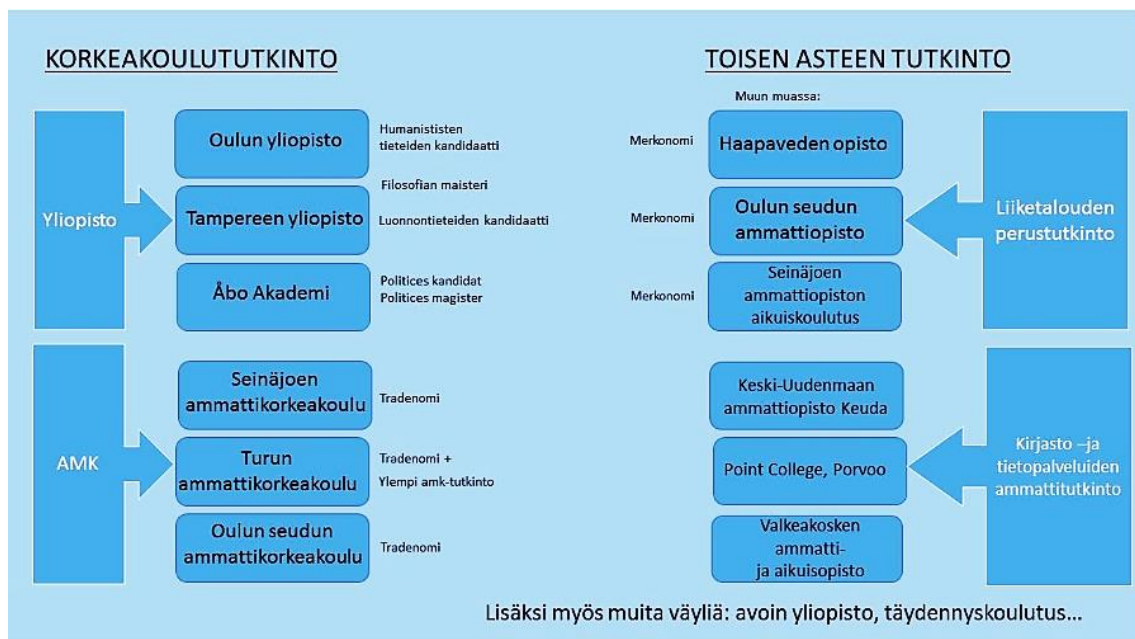 KORKEAKOULUTUTKINTO
Yliopisto
Oulun yliopisto
Humanististen
tieteiden kandidaatti
Filosofian maisteri
Tampereen yliopisto
Luonnontieteiden kandidaatti
Åbo Akademi
Politices kandidat
Politices magister
AMK
Seinäjoen
ammattikorkeakoulu
Tradenomi
Turun
ammattikorkeakoulu
Tradenomi +
Ylempi amk-tutkinto
Oulun seudun
ammattikorkeakoulu
Tradenomi
TOISEN ASTEEN TUTKINTO
Muun muassa:
Merkonomi
Haapaveden opisto
Merkonomi
Oulun seudun
ammattiopisto
Merkonomi
Seinäjoen
ammattiopiston
aikuiskoulutus
Liiketalouden
perustutkinto
Keski-Uudenmaan
ammattiopisto Keuda
Point College, Porvoo
Valkeakosken
ammatti-
ja aikuisopisto
Kirjasto –ja
tietopalveluiden
ammattitutkinto
Lisäksi myös muita väyliä: avoin yliopisto, täydennyskoulutus...